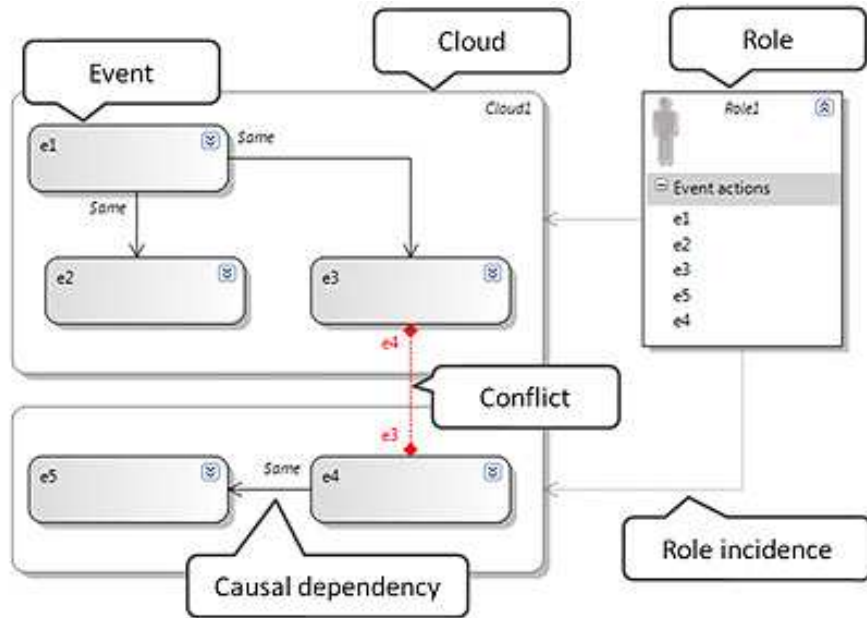 Cloud
Role
Event
Cloud1
Role1
e1
Same
Same
Event actions
e1
e2
e3
e5
e4
e2
e3
e4
Conflict
e3
e5
Same
e4
Role incidence
Causal dependency